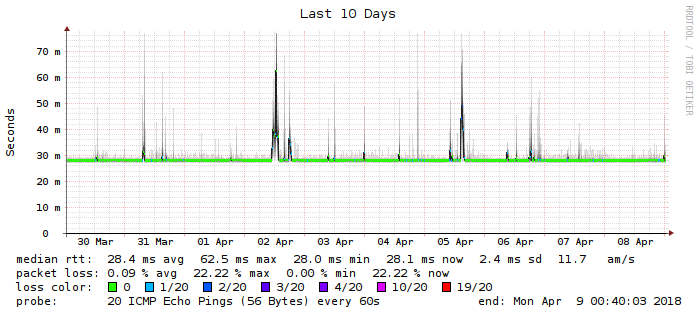 Last 10 Days
RRDTOOL / TOBI OETIKER
Seconds
70 m
60 m
50 m
40 m
30 m
20 m
10 m
0
30 Mar 31 Mar 01 Apr 02 Apr 03 Apr 04 Apr 05 Apr 06 Apr 07 Apr 08 Apr
median rtt: 28.4 ms avg 62.5 ms max 28.0 ms min 28.1 ms now 2.4 ms sd 11.7 am/s
packet loss: 0.09 % avg 22.22 % max 0.00 % min 22.22 % now
loss color: 0 1/20 2/20 3/20 4/20 10/20 19/20
probe: 20 ICMP Echo Pings (56 Bytes) every 60s end: Mon Apr 9 00:40:03 2018